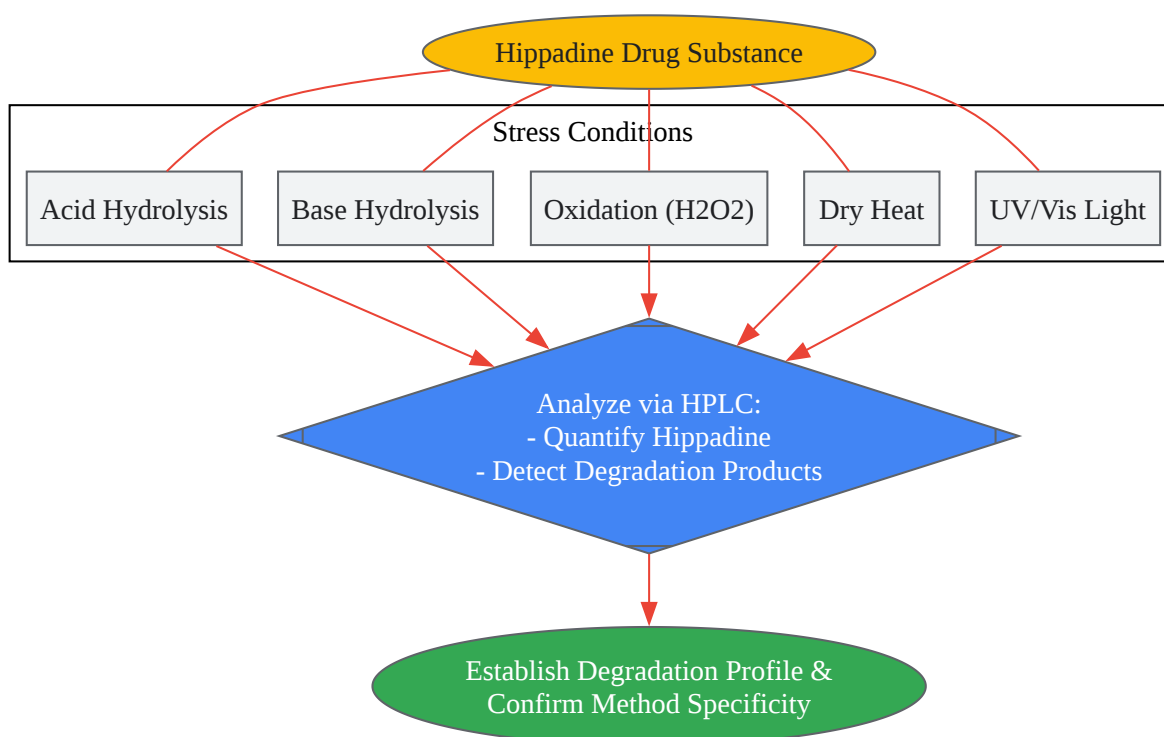 Hippadine Drug Substance
Stress Conditions
Acid Hydrolysis
Base Hydrolysis
Oxidation (H2O2)
Dry Heat
UV/Vis Light
Analyze via HPLC:
- Quantify Hippadine
- Detect Degradation Products
Establish Degradation Profile &
Confirm Method Specificity